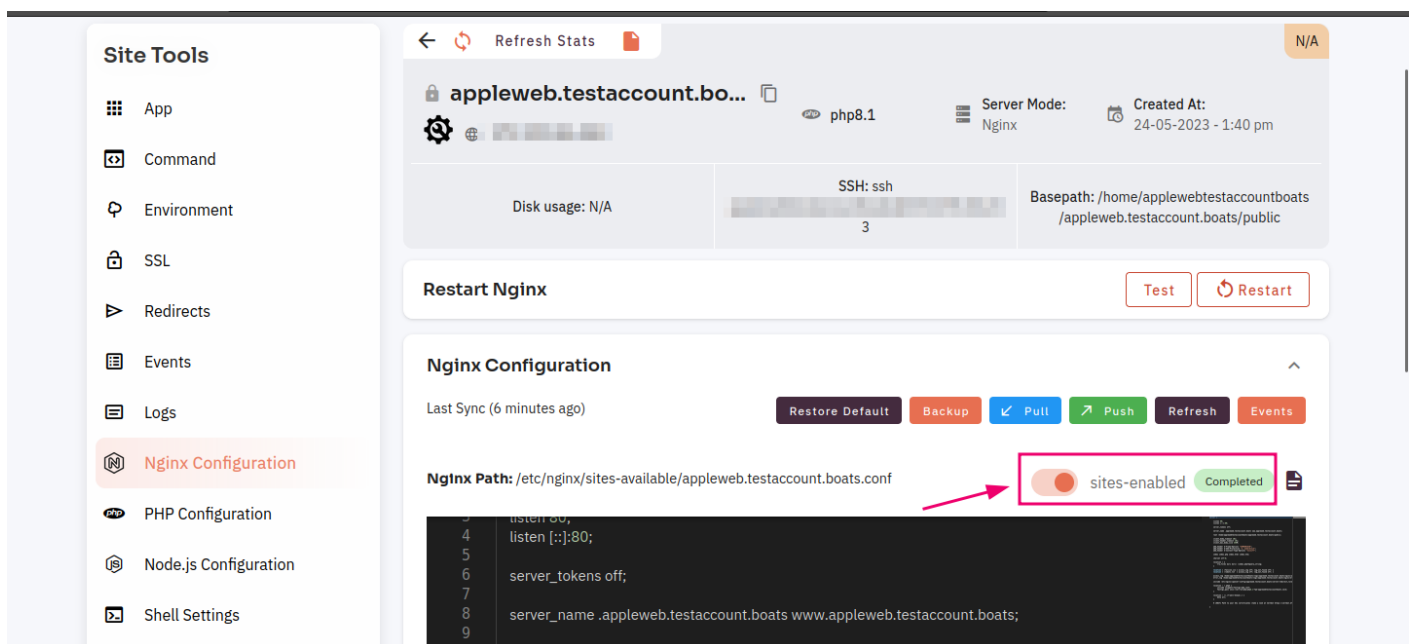 Site Tools
App
Command
Environment
SSL
Redirects
Events
Logs
Nginx Configuration
PHP Configuration
Node.js Configuration
Shell Settings
Refresh Stats
N/A
appleweb.testaccount.bo...
php8.1
Server Mode:
Nginx
Created At:
24-05-2023 - 1:40 pm
Disk usage: N/A
SSH: ssh
3
Basepath: /home/applewebtestaccountboats
/appleweb.testaccount.boats/public
Restart Nginx
Test
Restart
Nginx Configuration
Last Sync (6 minutes ago)
Restore Default
Backup
Pull
Push
Refresh
Events
NgInx Path: /etc/nginx/sites-available/appleweb.testaccount.boats.conf
sites-enabled
Completed
3 listen 80;
4 listen [::]:80;
5
6 server_tokens off;
7
8 server_name .appleweb.testaccount.boats www.appleweb.testaccount.boats;
9